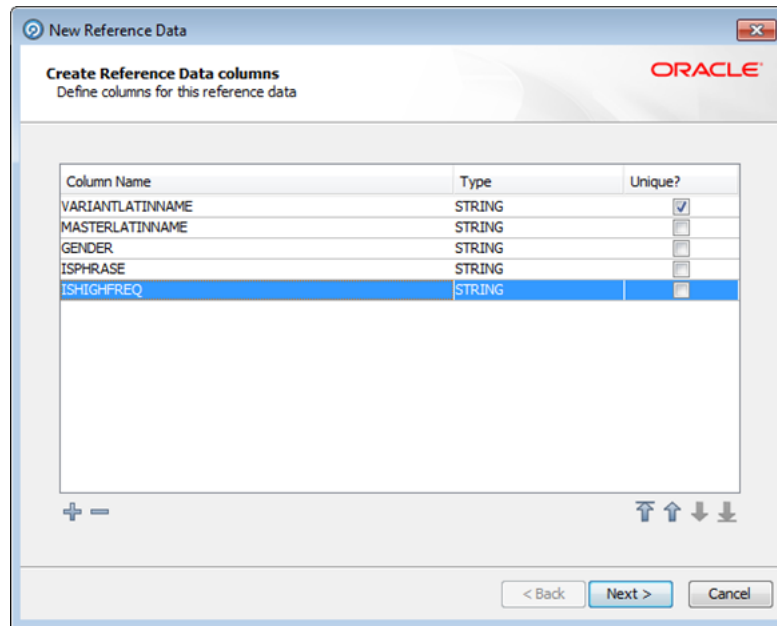 New Reference Data
Create Reference Data columns
ORACLE
Define columns for this reference data
Column Name Type Unique?
VARIANTLATINNAME STRING
MASTERLATINNAME STRING
GENDER STRING
ISPHRASE STRING
ISHIGHFREQ STRING
< Back Next > Cancel